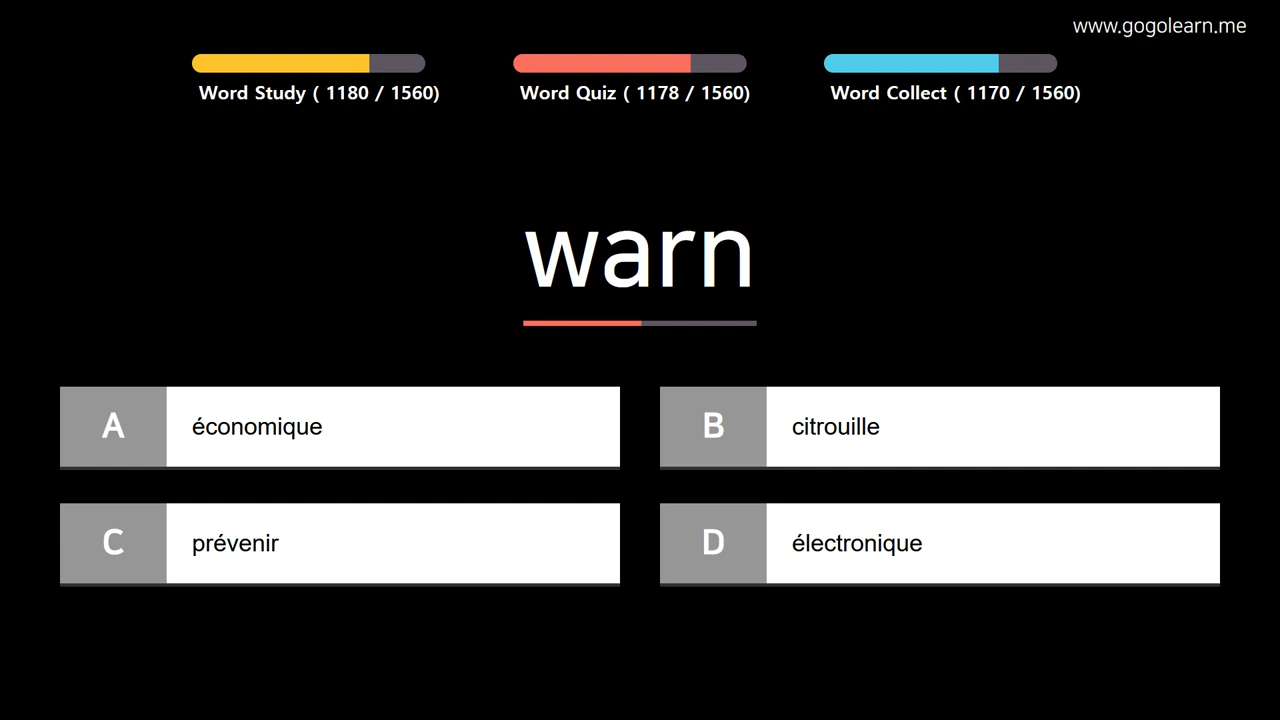 www.gogolearn.me
Word Study ( 1180 / 1560)
Word Quiz ( 1178 / 1560)
Word Collect ( 1170 / 1560)
warn
A économique
B citrouille
C prévenir
D électronique